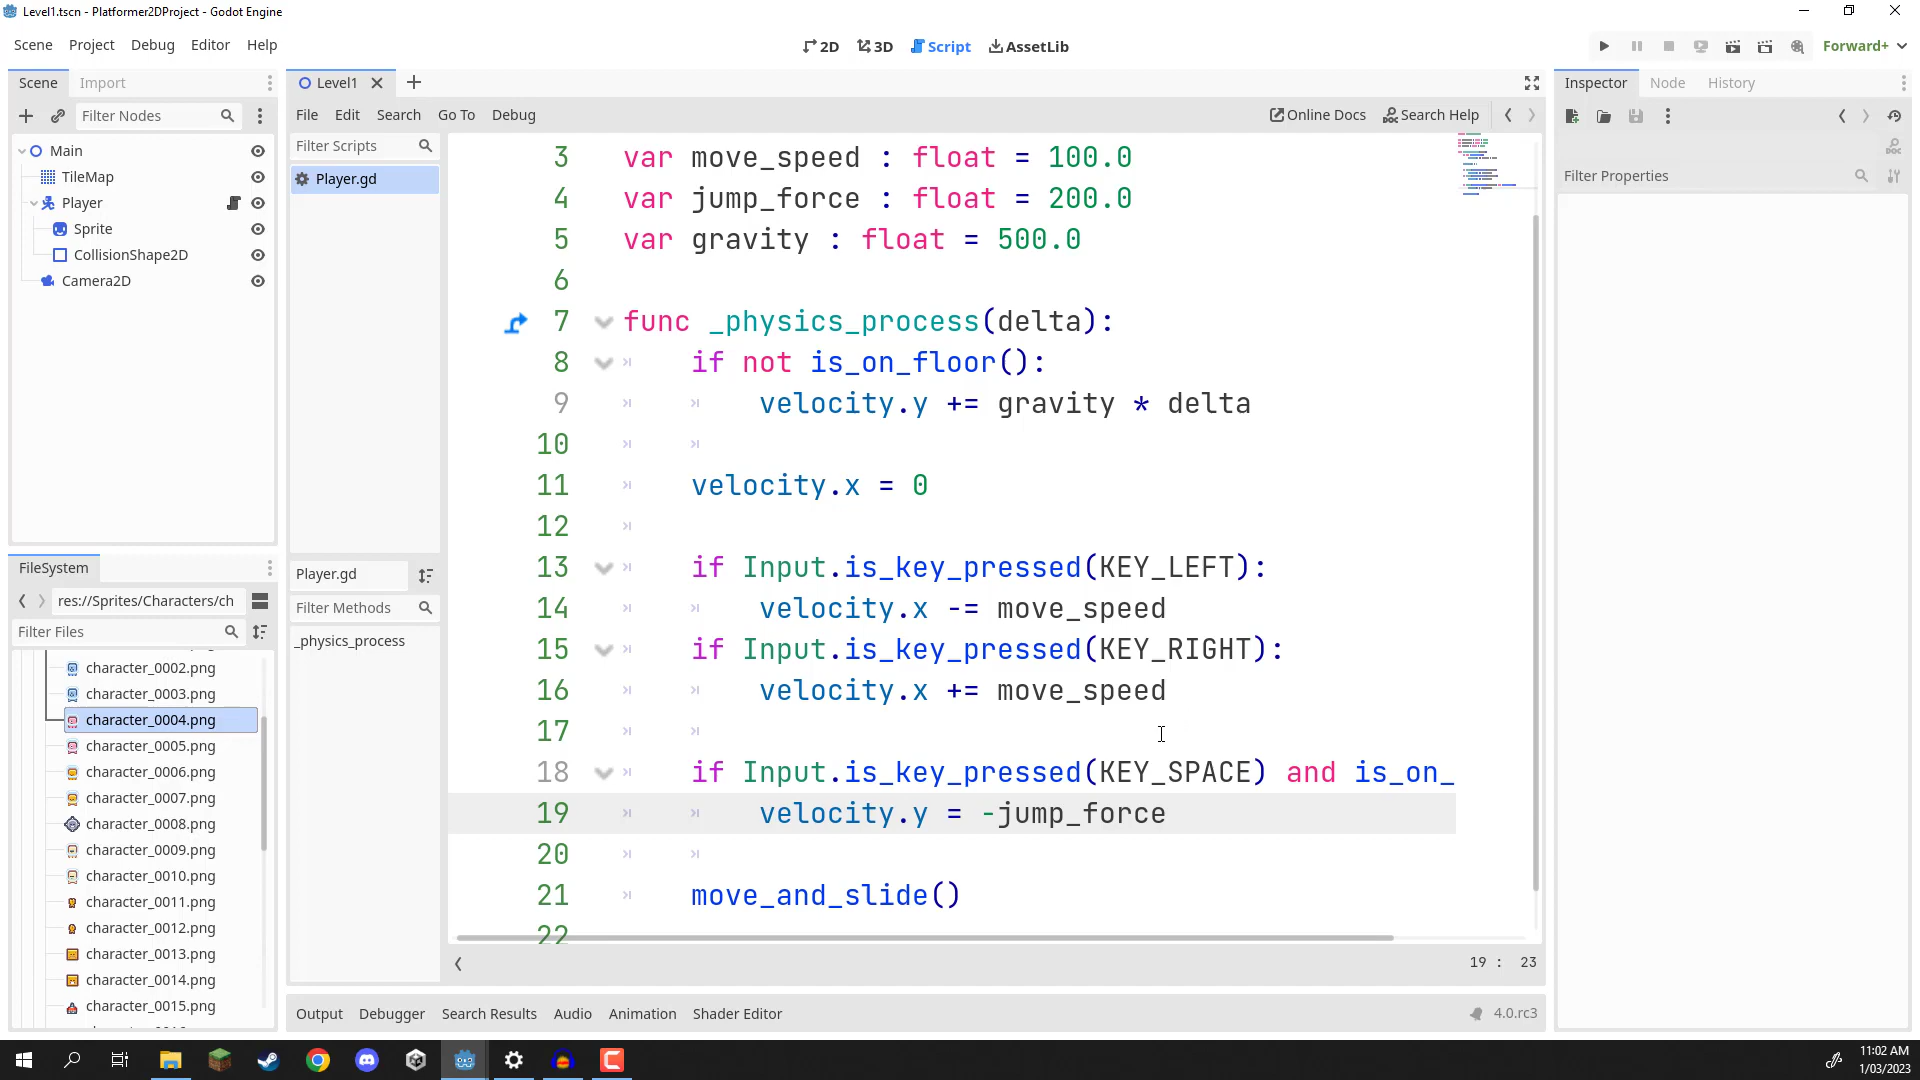 Level1.tscn - Platformer2DProject - Godot Engine
Scene Project Debug Editor Help
2D 3D Script AssetLib
Forward+
Scene Import
Level1
Inspector Node History
Filter Nodes
File Edit Search Go To Debug
Online Docs Search Help
Main
TileMap
Player
Sprite
CollisionShape2D
Camera2D
Filter Scripts
Player.gd
Filter Properties
3 var move_speed : float = 100.0
4 var jump_force : float = 200.0
5 var gravity : float = 500.0
6
7 func _physics_process(delta):
8 if not is_on_floor():
9 velocity.y += gravity * delta
10
11 velocity.x = 0
12
13 if Input.is_key_pressed(KEY_LEFT):
14 velocity.x -= move_speed
15 if Input.is_key_pressed(KEY_RIGHT):
16 velocity.x += move_speed
17
18 if Input.is_key_pressed(KEY_SPACE) and is_on_
19 velocity.y = -jump_force
20
21 move_and_slide()
22
19 : 23
Player.gd
Filter Methods
_physics_process
FileSystem
res://Sprites/Characters/ch
Filter Files
character_0002.png
character_0003.png
character_0004.png
character_0005.png
character_0006.png
character_0007.png
character_0008.png
character_0009.png
character_0010.png
character_0011.png
character_0012.png
character_0013.png
character_0014.png
character_0015.png
Output Debugger Search Results Audio Animation Shader Editor
4.0.rc3
11:02 AM
1/03/2023